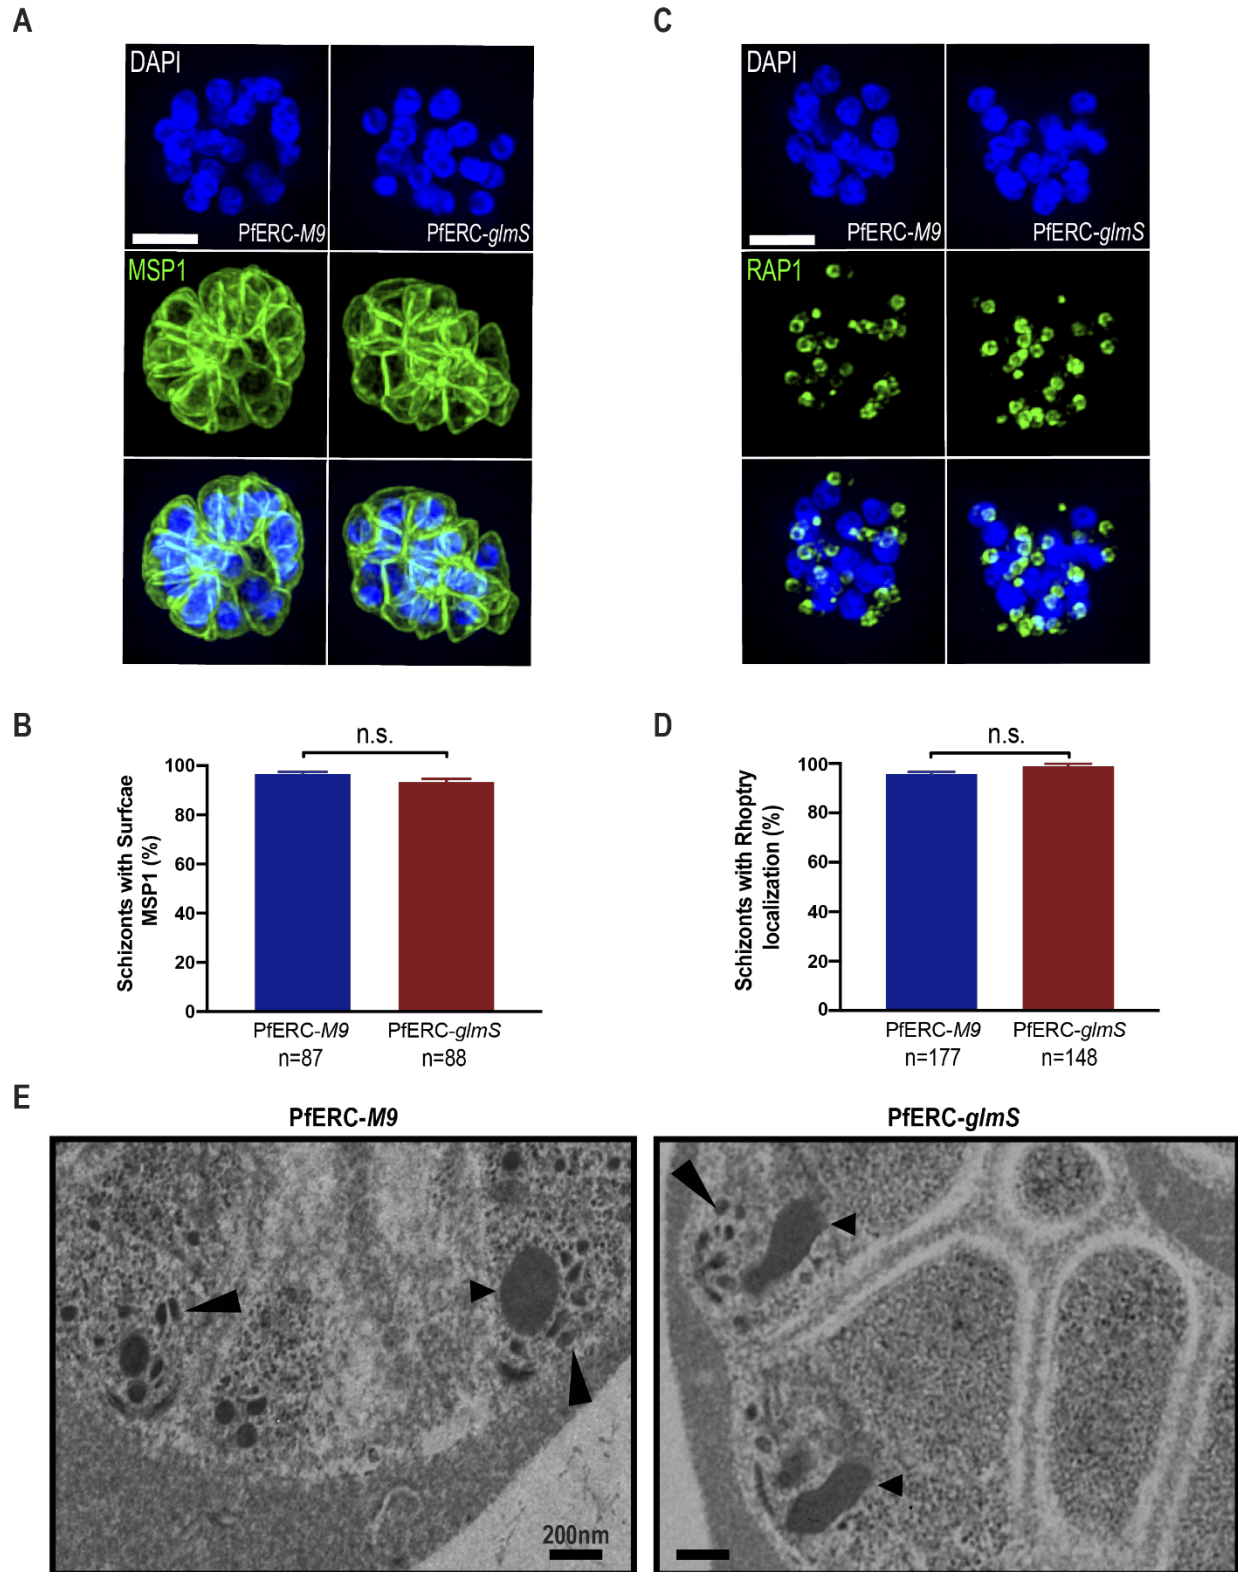 A
C
DAPI
PfERC-M9
PfERC-glmS
DAPI
PfERC-M9
PfERC-glmS
MSP1
RAP1
B
n.s.
100
80
60
40
20
0
Schizonts with Surfcae
MSP1 (%)
PfERC-M9
n=87
PfERC-glmS
n=88
D
n.s.
100
80
60
40
20
0
Schizonts with Rhoptry
localization (%)
PfERC-M9
n=177
PfERC-glmS
n=148
E
PfERC-M9
PfERC-glmS
200nm